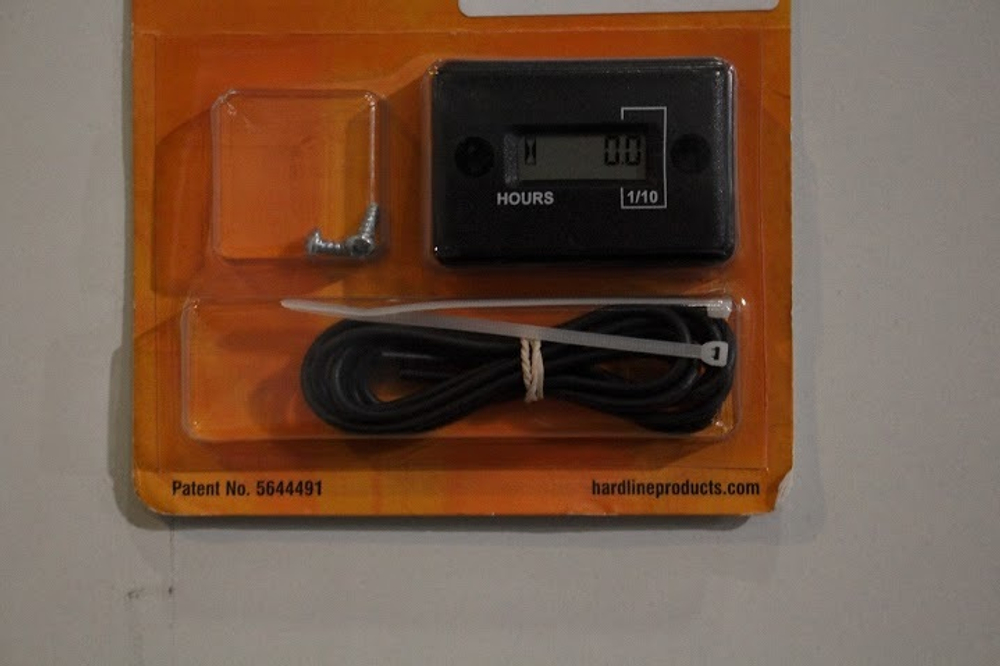 0.0
HOURS 1/10
Patent No. 5644491 hardlineproducts.com